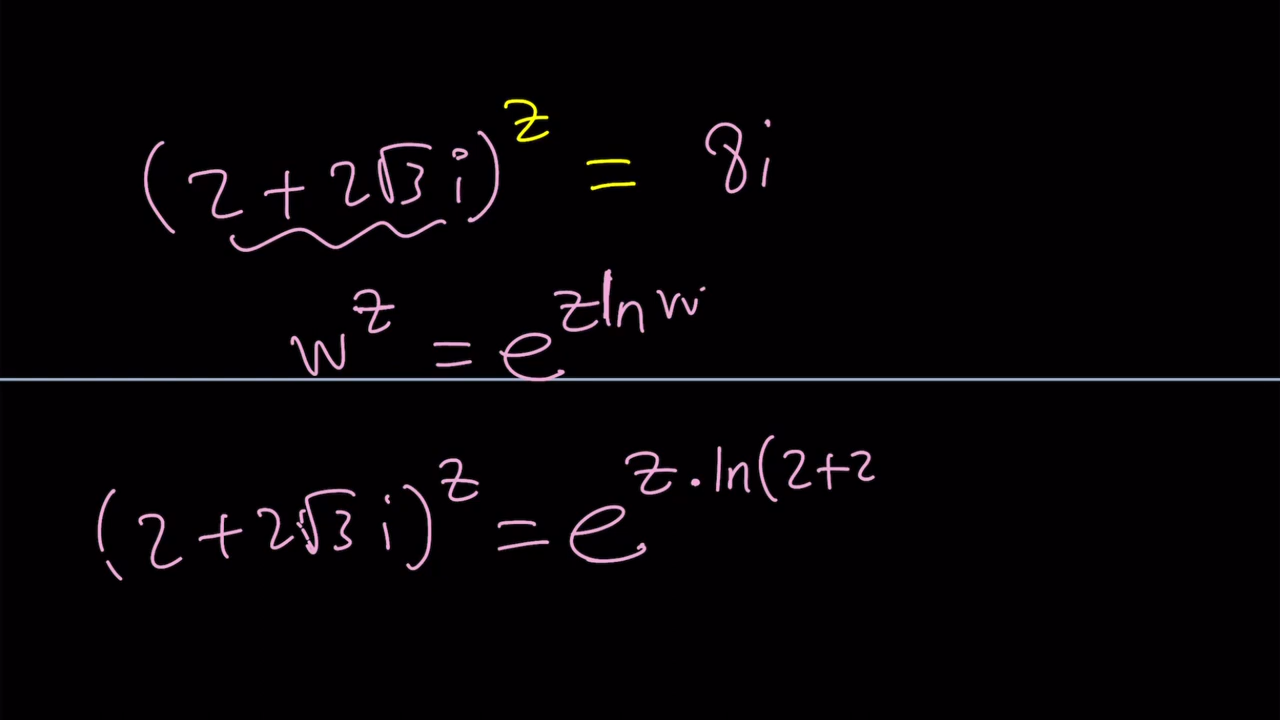 (2 + 2√3 i)^z = 8i
w^z = e^(z ln w)
(2 + 2√3 i)^z = e^(z · ln(2+2